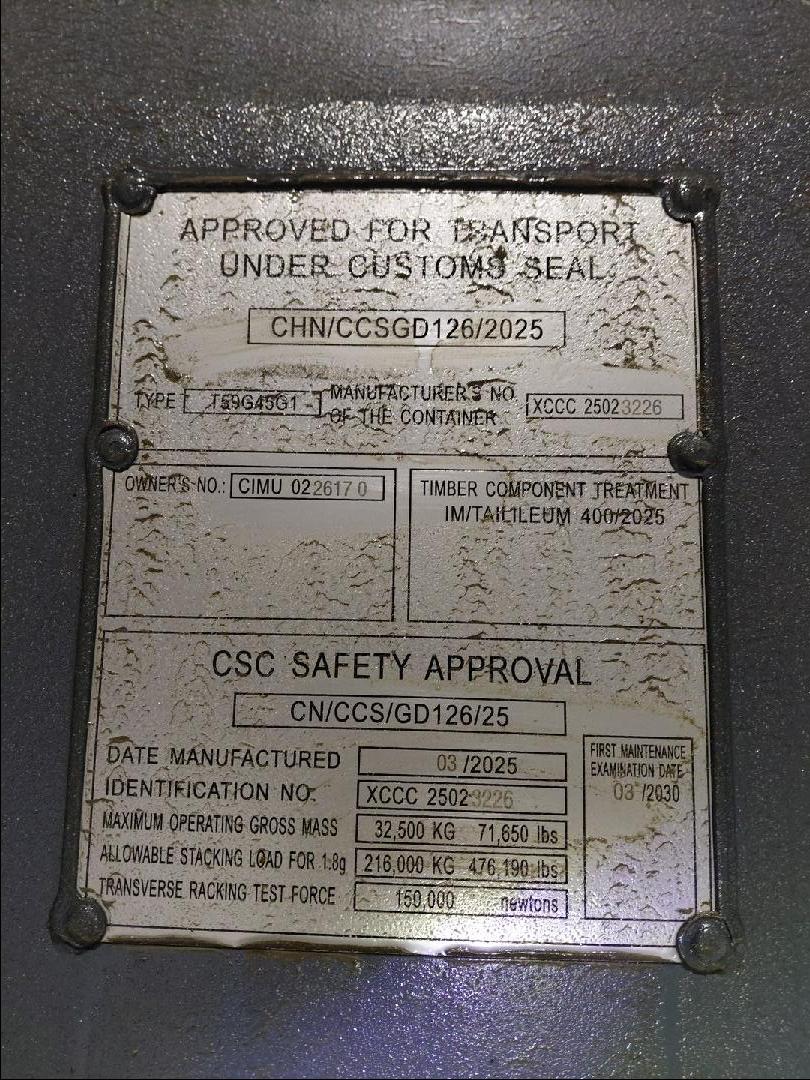 APPROVED FOR TRANSPORT
UNDER CUSTOMS SEAL
CHN/CCSGD126/2025
TYPE T59G45G1 MANUFACTURER'S NO.
OF THE CONTAINER XCCC 25023226
OWNER'S NO.: CIMU 022617 0
TIMBER COMPONENT TREATMENT
IM/TAILILEUM 400/2025
CSC SAFETY APPROVAL
CN/CCS/GD126/25
DATE MANUFACTURED 03 /2025
IDENTIFICATION NO. XCCC 25023226
MAXIMUM OPERATING GROSS MASS 32,500 KG 71,650 lbs
ALLOWABLE STACKING LOAD FOR 1.8g 216,000 KG 476,190 lbs
TRANSVERSE RACKING TEST FORCE 150,000 newtons
FIRST MAINTENANCE
EXAMINATION DATE
03 /2030